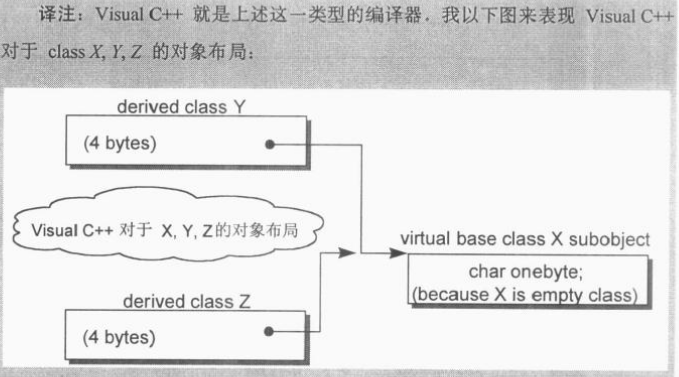 译注：Visual C++ 就是上述这一类型的编译器．我以下图来表现 Visual C++
对于 class X, Y, Z 的对象布局：
derived class Y
(4 bytes)
Visual C++ 对于 X, Y, Z的对象布局
virtual base class X subobject
char onebyte;
(because X is empty class)
derived class Z
(4 bytes)